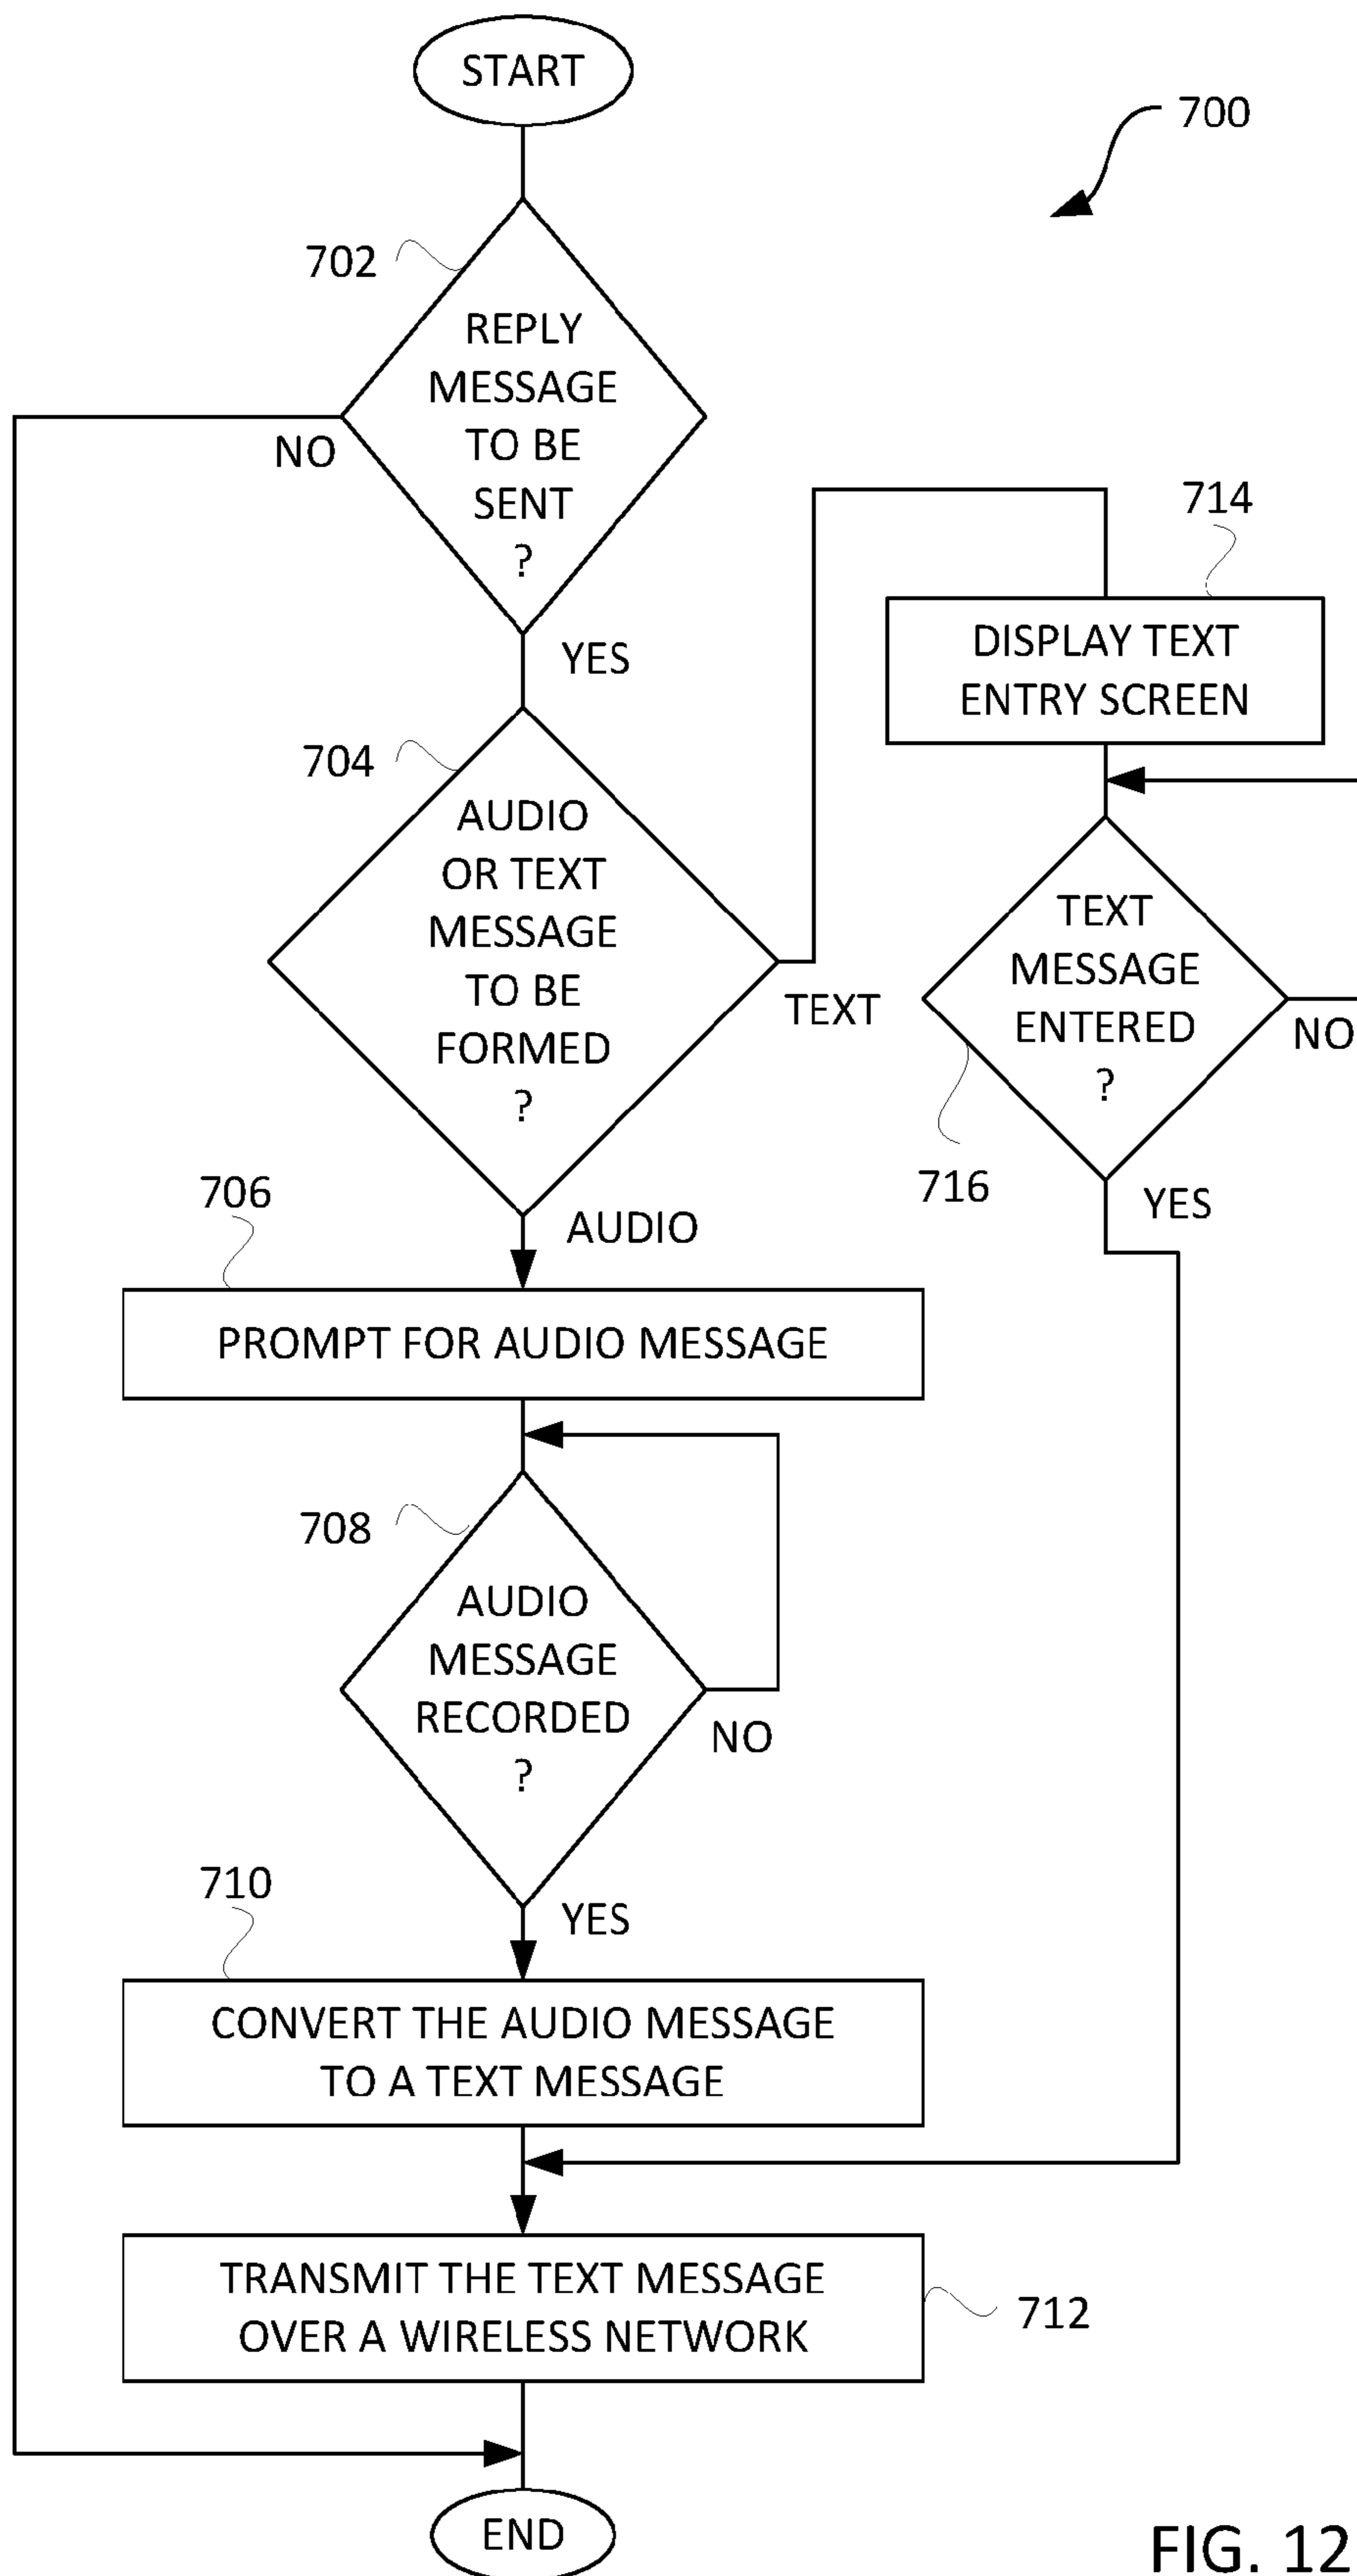 START
700
702
REPLY
MESSAGE
TO BE
SENT
?
NO
YES
714
DISPLAY TEXT
ENTRY SCREEN
704
AUDIO
OR TEXT
MESSAGE
TO BE
FORMED
?
TEXT
TEXT
MESSAGE
ENTERED
?
NO
716
YES
AUDIO
706
PROMPT FOR AUDIO MESSAGE
708
AUDIO
MESSAGE
RECORDED
?
NO
YES
710
CONVERT THE AUDIO MESSAGE
TO A TEXT MESSAGE
TRANSMIT THE TEXT MESSAGE
OVER A WIRELESS NETWORK
712
END
FIG. 12